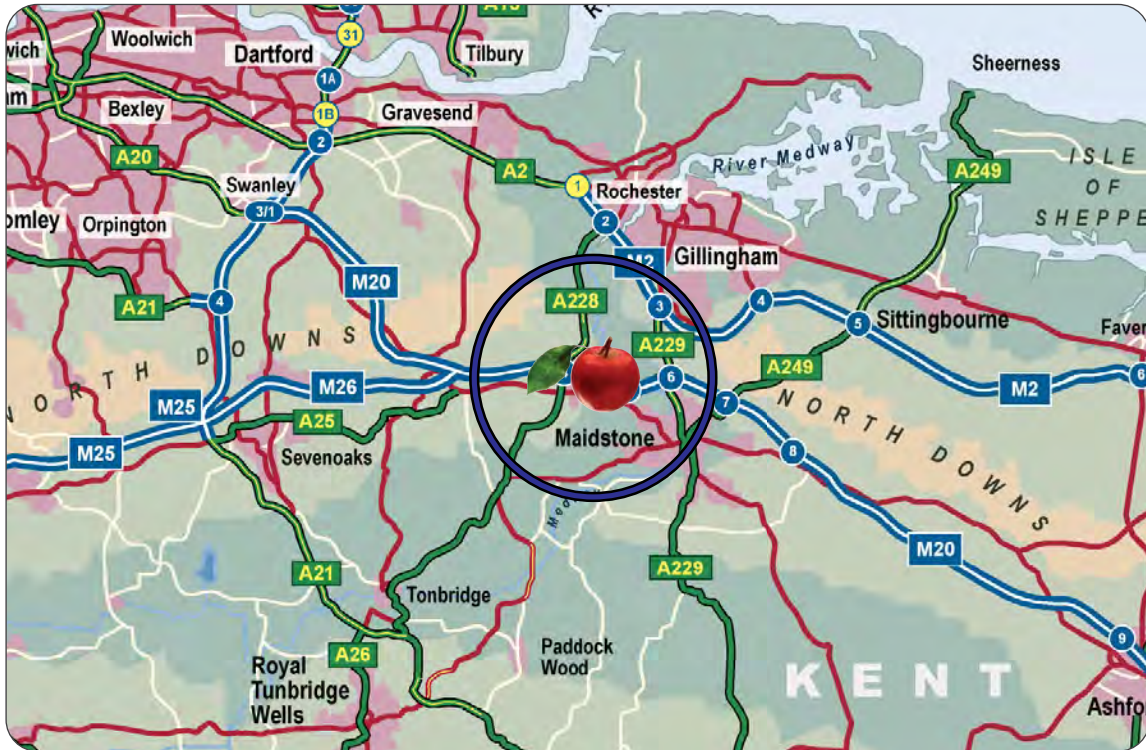 A13
wich
Woolwich
Dartford
31
Tilbury
Sheerness
1A
am
Bexley
1B
Gravesend
2
A20
A2
River Medway
A249
ISLE
OF
SHEPPE
Swanley
1
Rochester
omley
Orpington
3/1
2
M2
Gillingham
M20
A21
4
A228
3
4
5
Sittingbourne
Faver
NORTH DOWNS
A229
M26
6
A249
M2
6
M25
7
NORTH DOWNS
A25
Maidstone
M25
Sevenoaks
8
M20
A21
A229
Tonbridge
9
A26
Paddock
Wood
Royal
Tunbridge
Wells
KENT
Ashfo